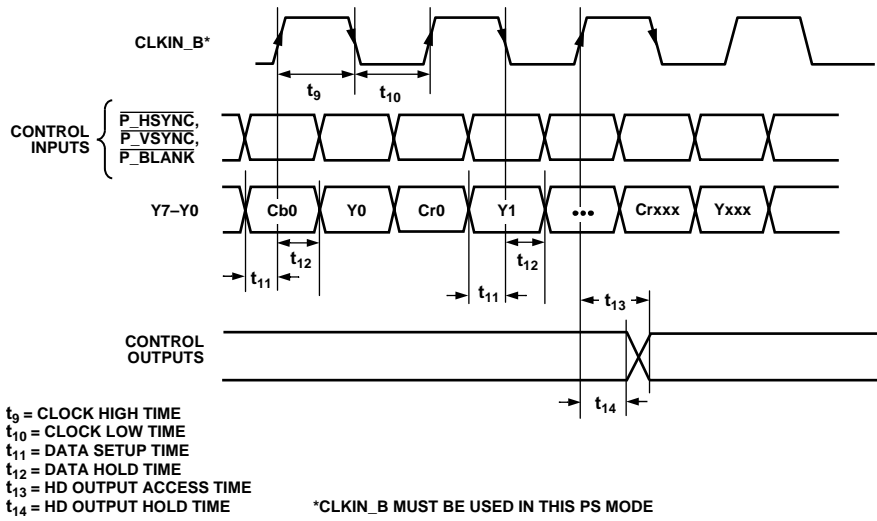 CLKIN_B*
t9
t10
CONTROL INPUTS
P_HSYNC,
P_VSYNC,
P_BLANK
Y7–Y0
Cb0 Y0 Cr0 Y1 ••• Crxxx Yxxx
t12 t12
t11 t11
t13
CONTROL OUTPUTS
t14
t9 = CLOCK HIGH TIME
t10 = CLOCK LOW TIME
t11 = DATA SETUP TIME
t12 = DATA HOLD TIME
t13 = HD OUTPUT ACCESS TIME
t14 = HD OUTPUT HOLD TIME
*CLKIN_B MUST BE USED IN THIS PS MODE